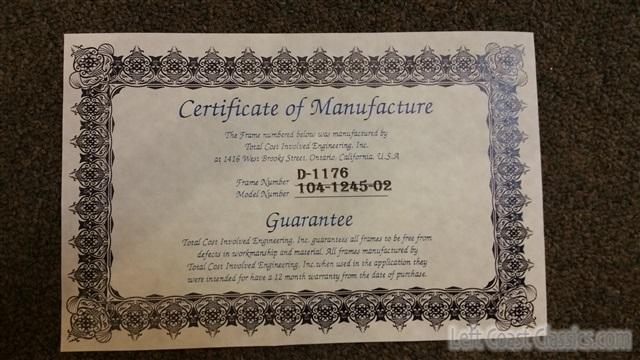 Certificate of Manufacture
The Frame numbered below was manufactured by
Total Cost Involved Engineering, Inc.
at 1416 West Brooks Street, Ontario, California, U.S.A
Frame Number D-1176
Model Number 104-1245-02
Guarantee
Total Cost Involved Engineering, Inc. guarantees all frames to be free from
defects in workmanship and material. All frames manufactured by
Total Cost Involved Engineering, Inc. when used in the application they
were intended for have a 12 month warranty from the date of purchase.
Left Coast Classics.com